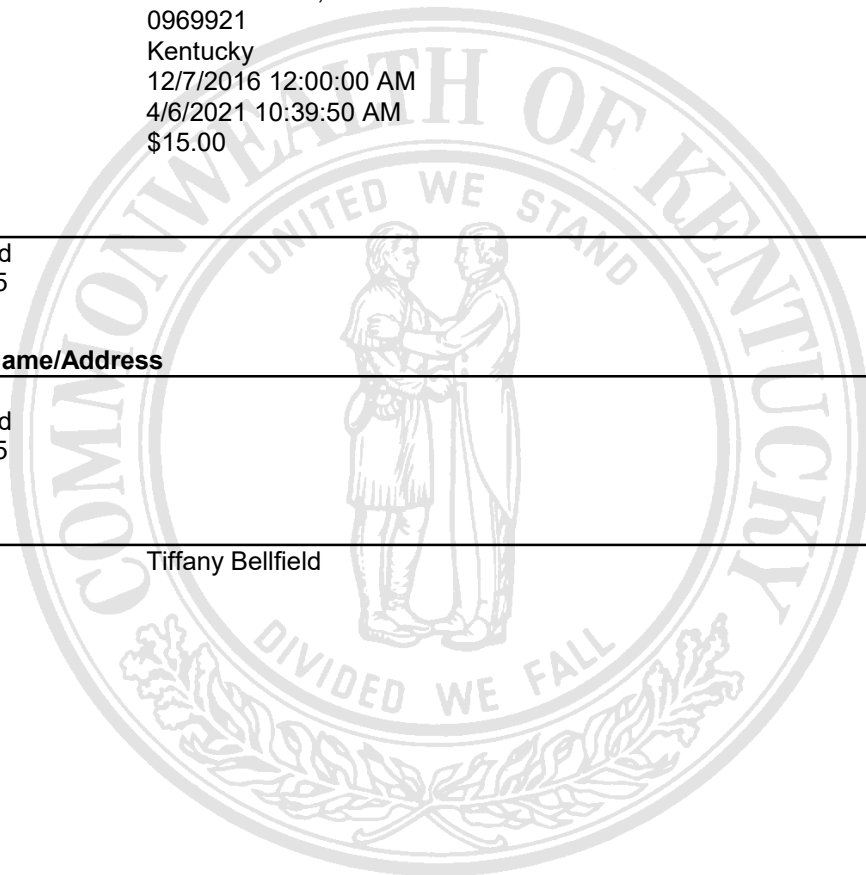 0969921
Kentucky
12/7/2016 12:00:00 AM
4/6/2021 10:39:50 AM
$15.00
COMMONWEALTH OF KENTUCKY
UNITED WE STAND
d
5
ame/Address
d
5
Tiffany Bellfield
DIVIDED WE FALL